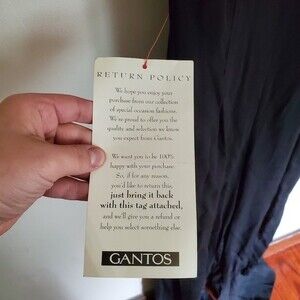 RETURN POLICY
We hope you enjoy your
purchase from our collection
of special occasion fashions.
We're proud to offer you the
quality and selection we know
you expect from Gantos.
We want you to be 100%
happy with your purchase.
So, if for any reason,
you'd like to return this,
just bring it back
with this tag attached,
and we'll give you a refund or
help you select something else.
GANTOS